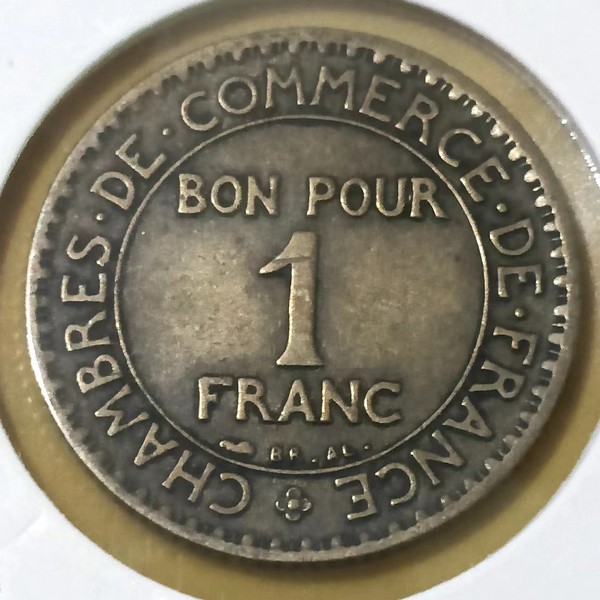 CHAMBRES·DE·COMMERCE·DE·FRANCE
BON POUR
1
FRANC
BR.AL.